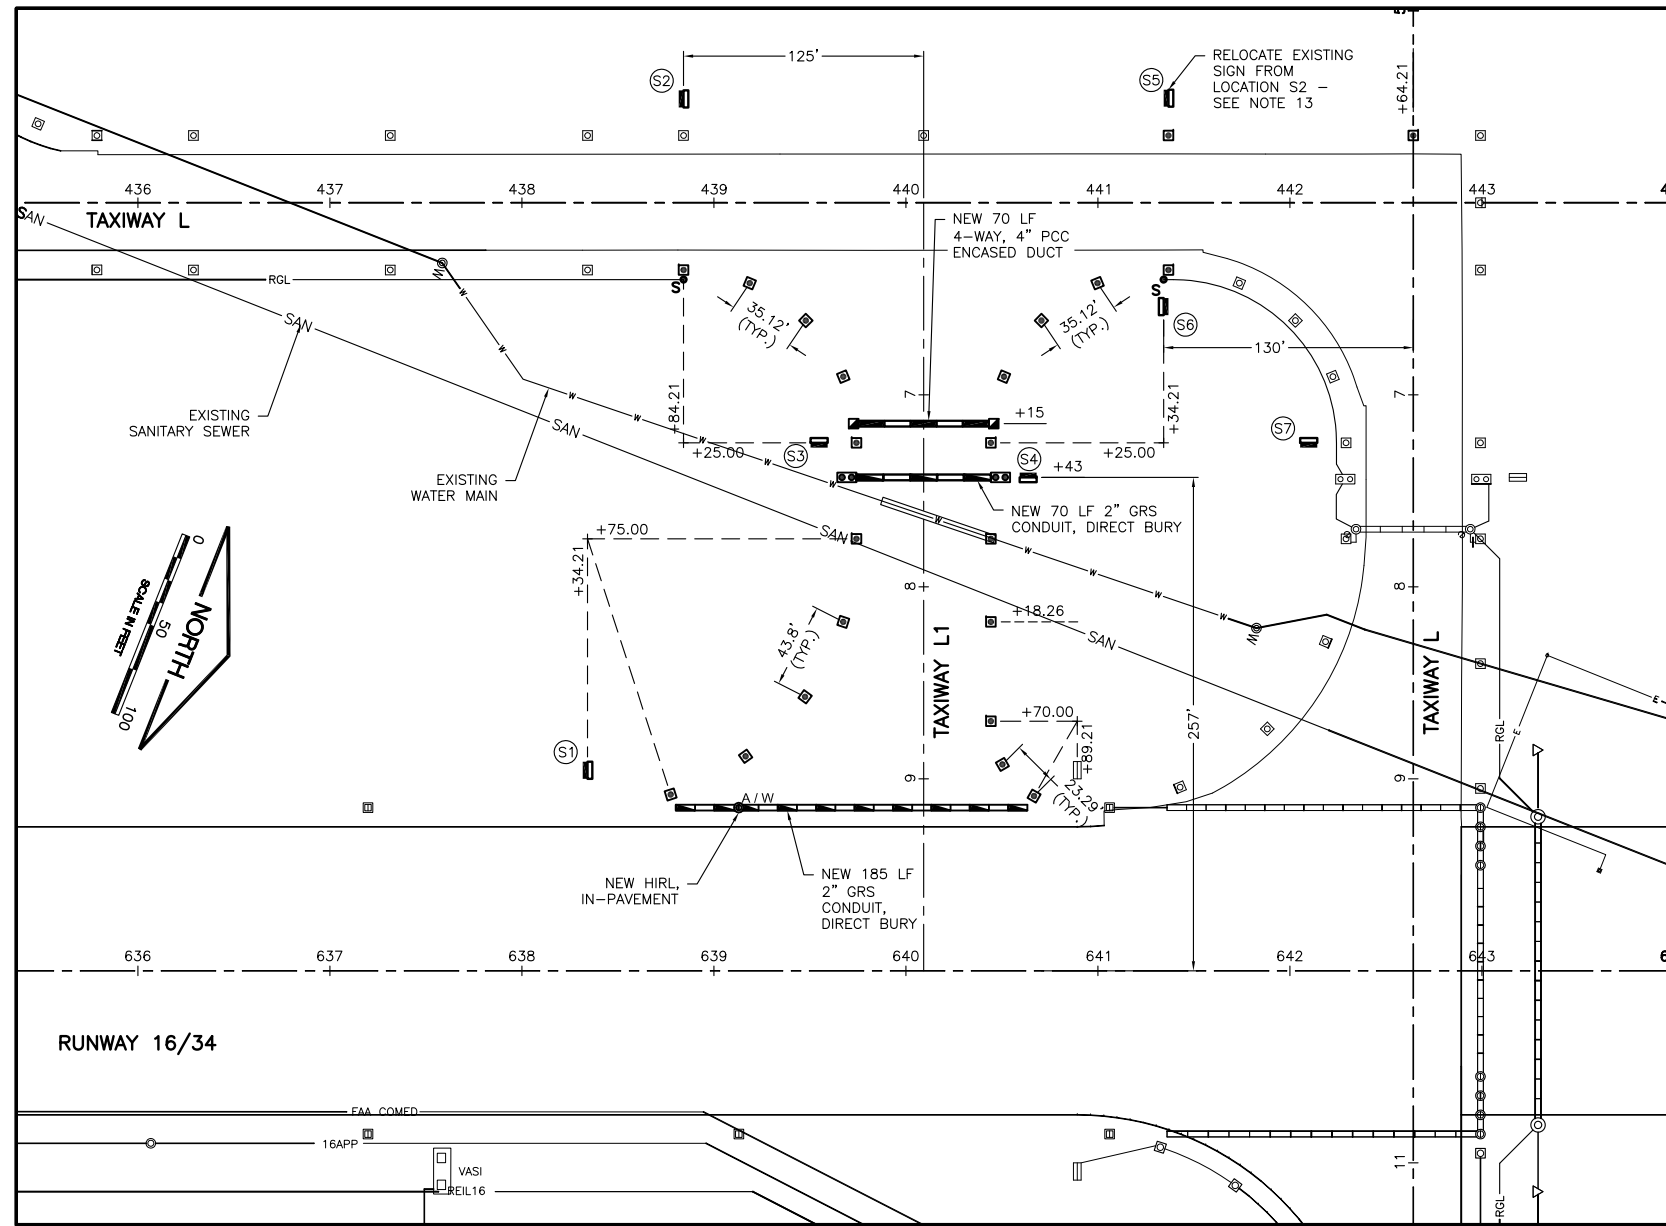 125'
S2
S5
RELOCATE EXISTING
SIGN FROM
LOCATION S2 –
SEE NOTE 13
+64.21
436
437
438
439
440
441
442
443
SAN
TAXIWAY L
NEW 70 LF
4–WAY, 4" PCC
ENCASED DUCT
RGL
W
W
S
S
SAN
35.12'
(TYP.)
35.12'
(TYP.)
S6
130'
W
7
7
+84.21
+34.21
+15
EXISTING
SANITARY SEWER
W
W
W
SAN
+25.00
S3
S4
+25.00
S7
W
+43
EXISTING
WATER MAIN
W
NEW 70 LF 2" GRS
CONDUIT, DIRECT BURY
W
SAN
+75.00
+34.21
W
W
W
W
W
8
8
+18.26
SAN
0
50
100
SCALE IN FEET
NORTH
43.8'
(TYP.)
TAXIWAY L1
TAXIWAY L
257'
E
E
RGL
+70.00
+89.21
S1
9
9
23.29'
(TYP.)
A/W
NEW HIRL,
IN–PAVEMENT
NEW 185 LF
2" GRS
CONDUIT,
DIRECT BURY
636
637
638
639
640
641
642
643
RUNWAY 16/34
FAA COMED
16APP
VASI
REIL16
11
RGL